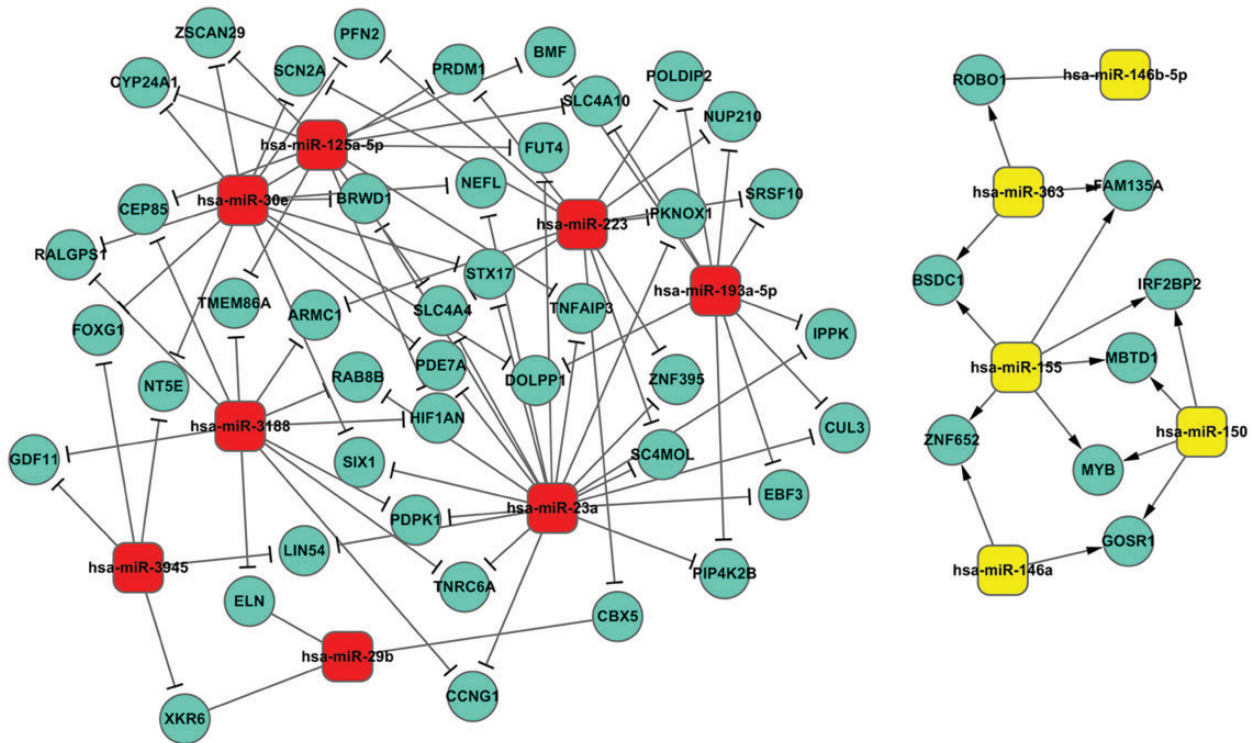 ZSCAN29
PFN2
SCN2A
BMF
CYP24A1
PRDM1
POLDIP2
SLC4A10
NUP210
hsa-miR-125a-5p
FUT4
NEFL
CEP85
hsa-miR-30e
BRWD1
SRSF10
hsa-miR-223
PKNOX1
RALGPS1
STX17
hsa-miR-193a-5p
TMEM86A
ARMC1
SLC4A4
TNFAIP3
FOXG1
IPPK
PDE7A
DOLPP1
ZNF395
NT5E
RAB8B
HIF1AN
hsa-miR-3188
CUL3
GDF11
SIX1
SC4MOL
EBF3
hsa-miR-23a
PDPK1
LIN54
hsa-miR-3945
PIP4K2B
TNRC6A
ELN
CBX5
hsa-miR-29b
CCNG1
XKR6
ROBO1
hsa-miR-146b-5p
hsa-miR-363
FAM135A
BSDC1
IRF2BP2
hsa-miR-155
MBTD1
hsa-miR-150
ZNF652
MYB
GOSR1
hsa-miR-146a